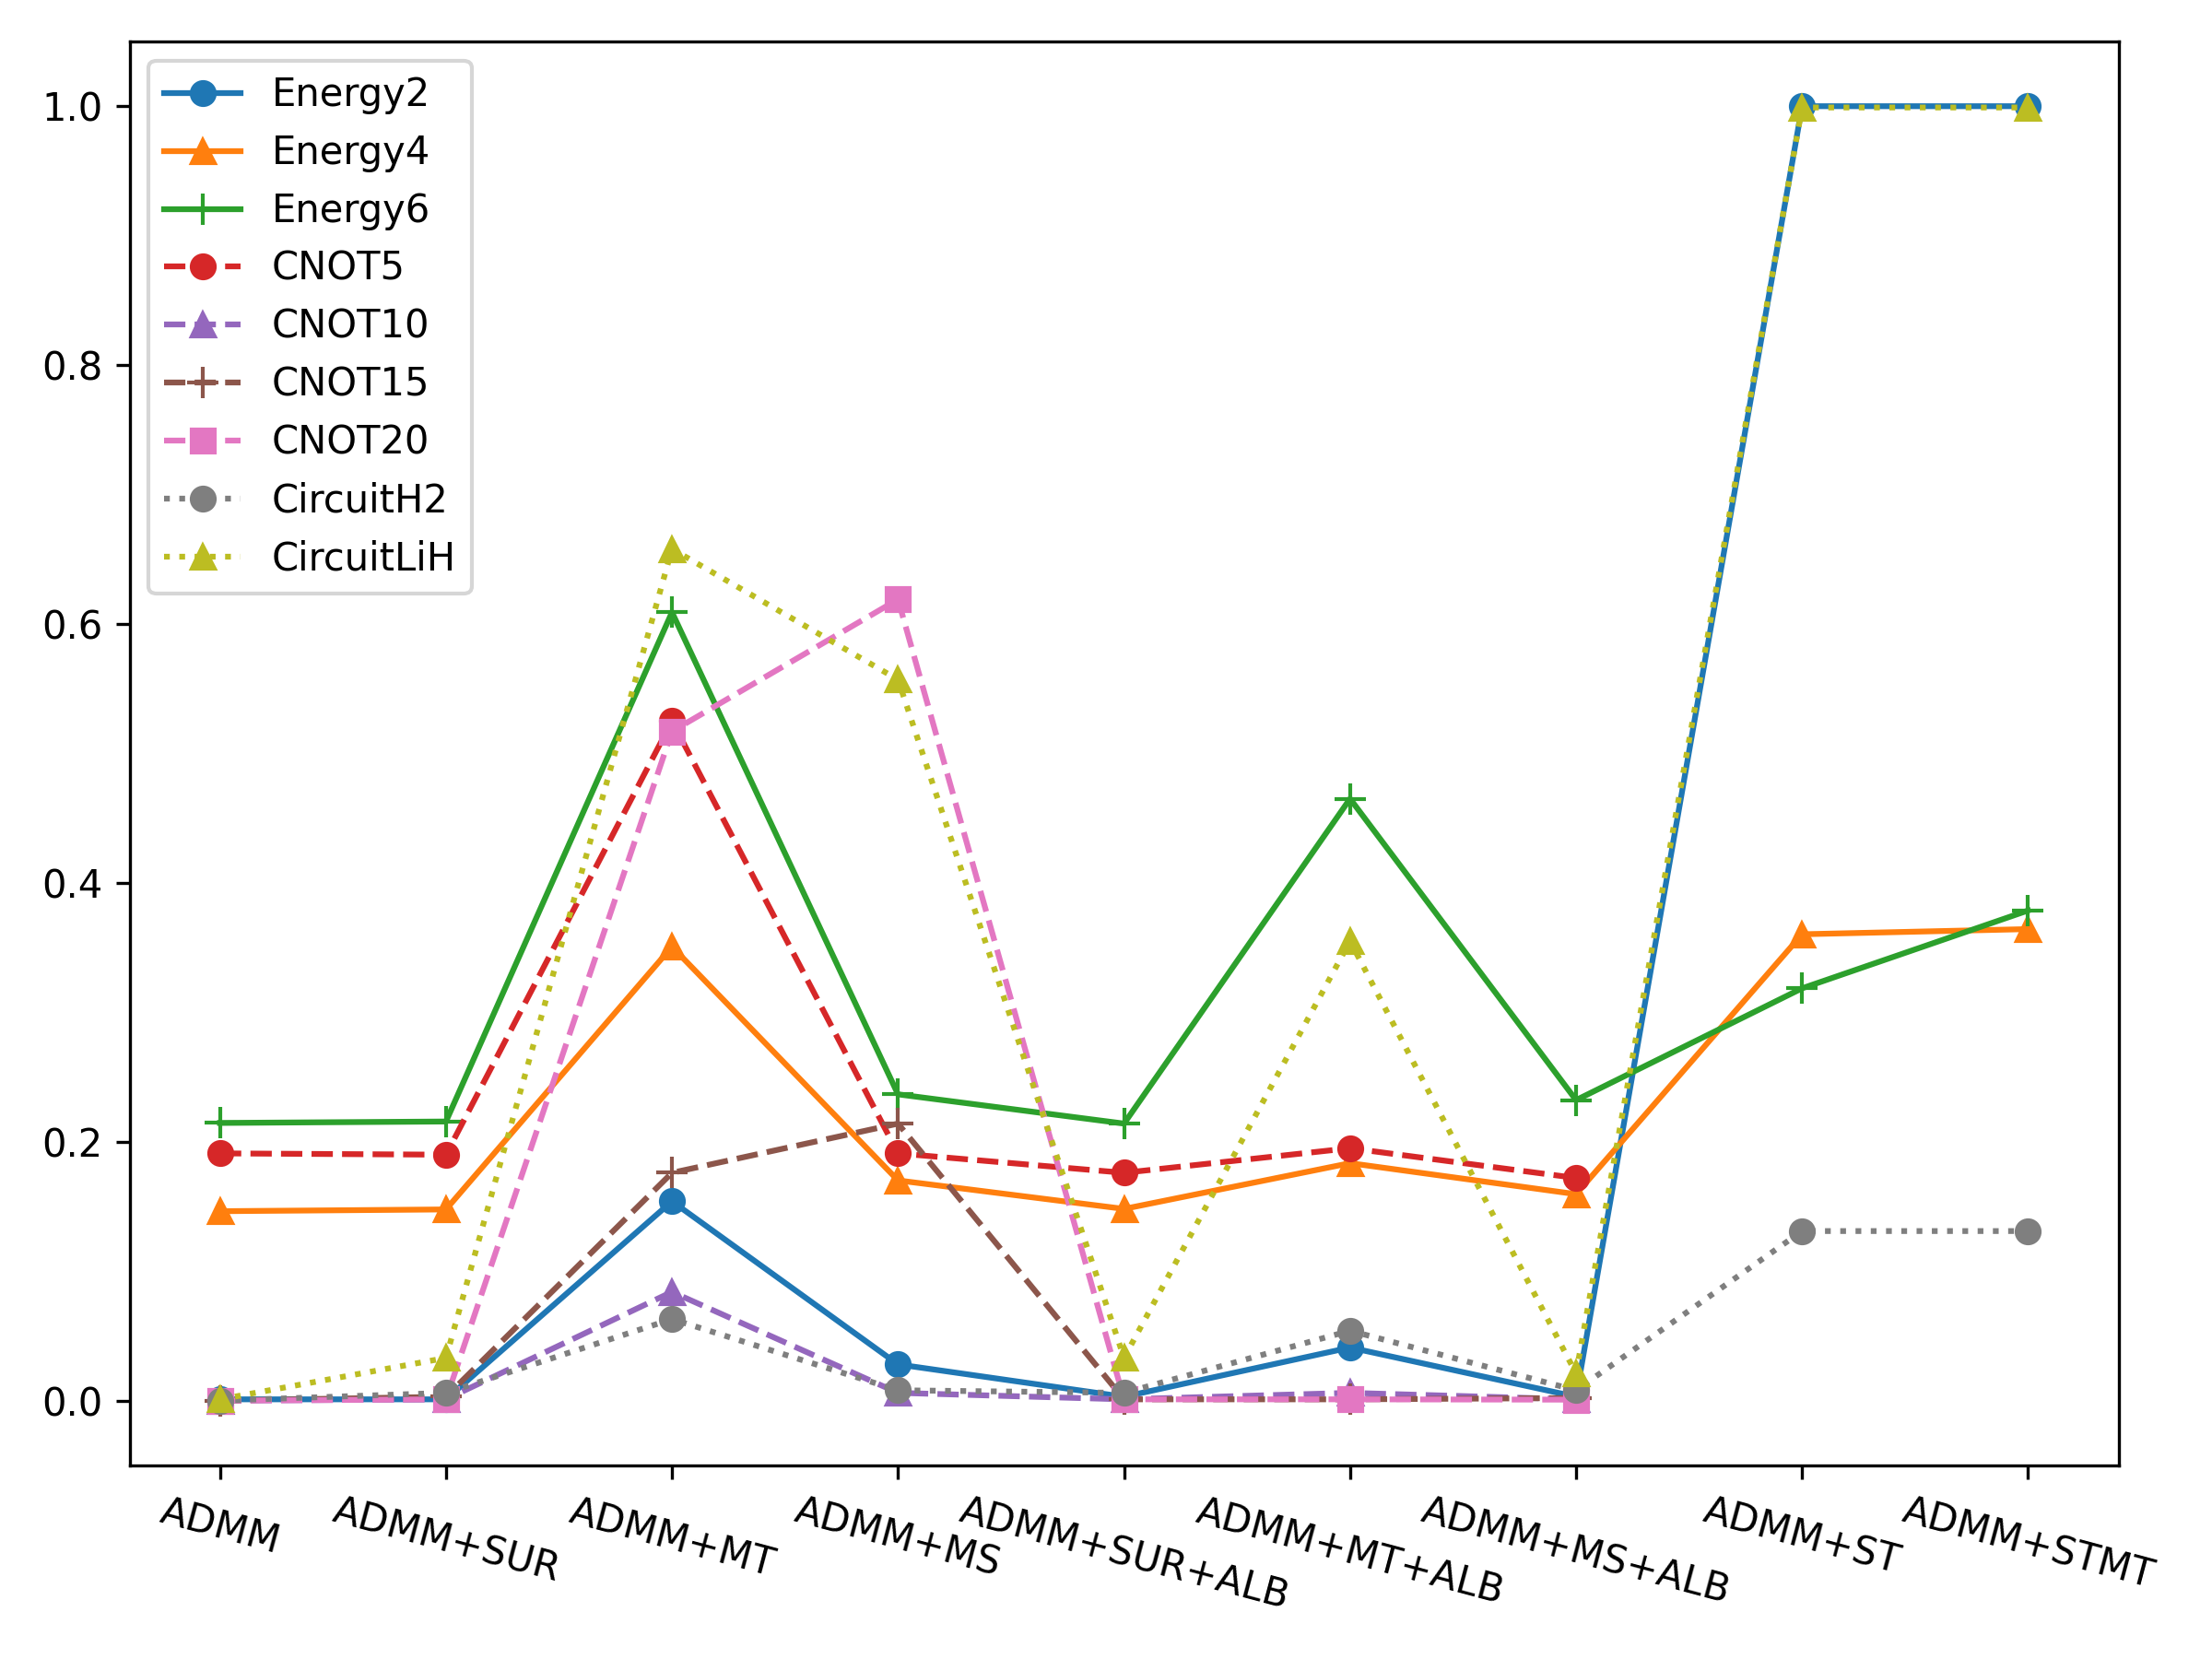 1.0
0.8
0.6
0.4
0.2
0.0
Energy2
Energy4
Energy6
CNOT5
CNOT10
CNOT15
CNOT20
CircuitH2
CircuitLiH
ADMM
ADMM+SUR
ADMM+MT
ADMM+MS
ADMM+SUR+ALB
ADMM+MT+ALB
ADMM+MS+ALB
ADMM+ST
ADMM+STMT